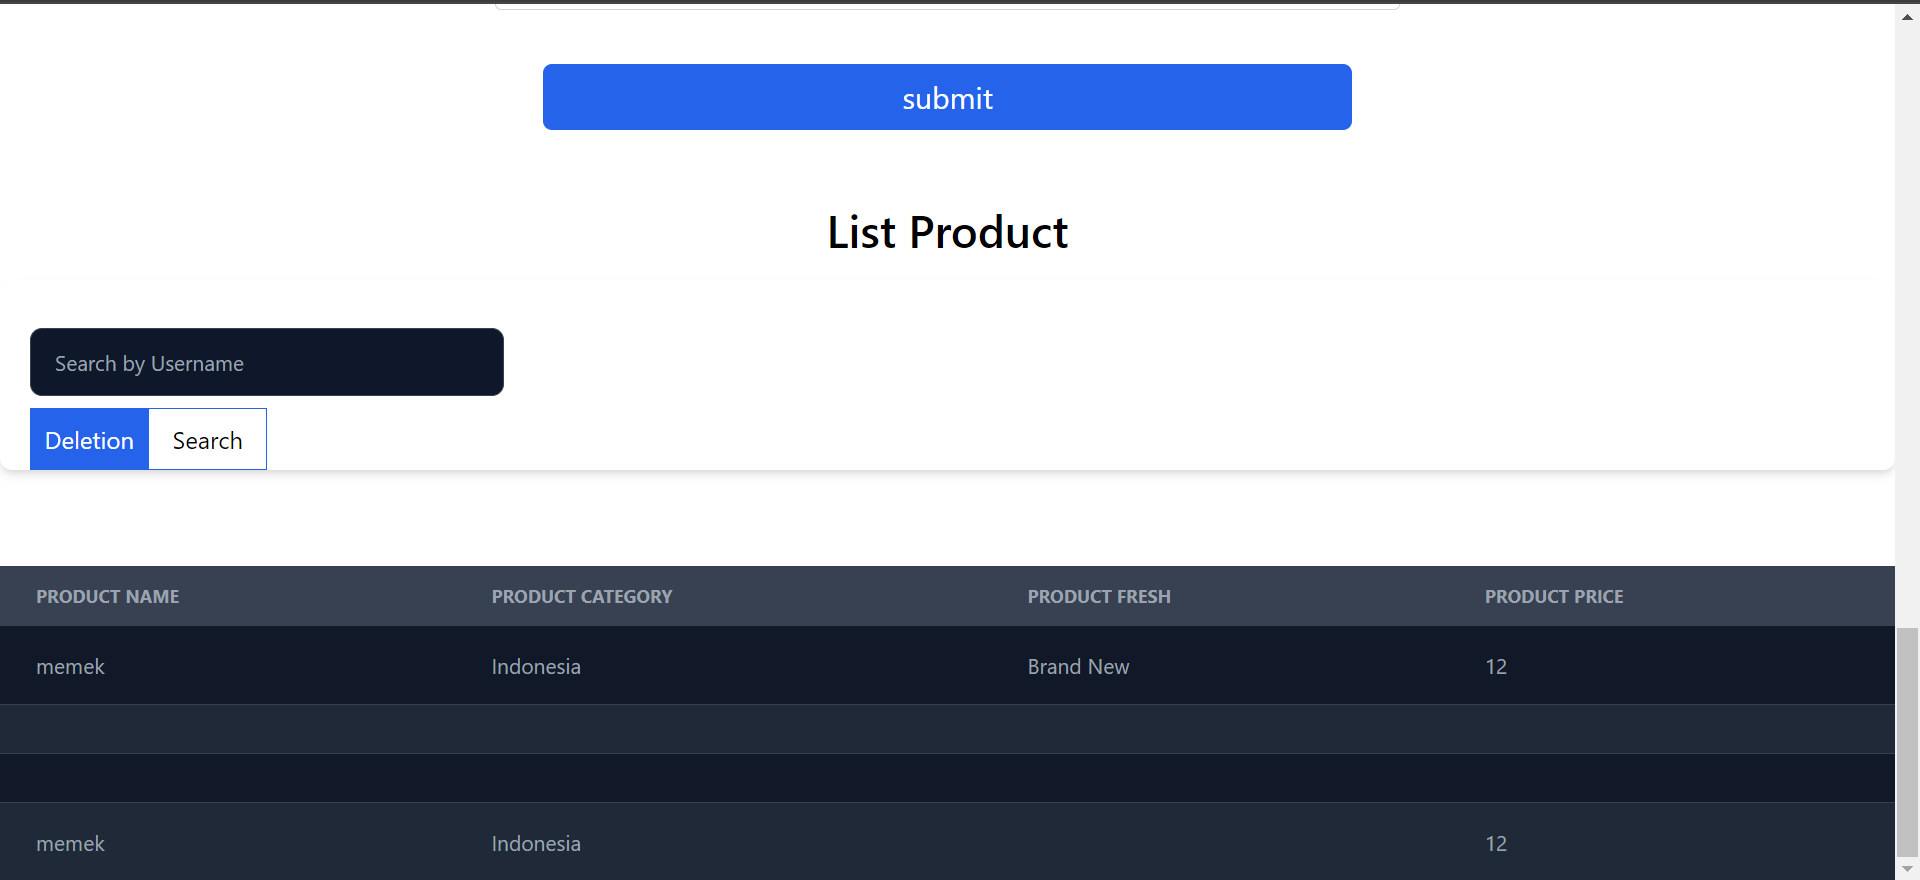 submit
List Product
Search by Username
Deletion Search
PRODUCT NAME PRODUCT CATEGORY PRODUCT FRESH PRODUCT PRICE
memek Indonesia Brand New 12
memek Indonesia 12